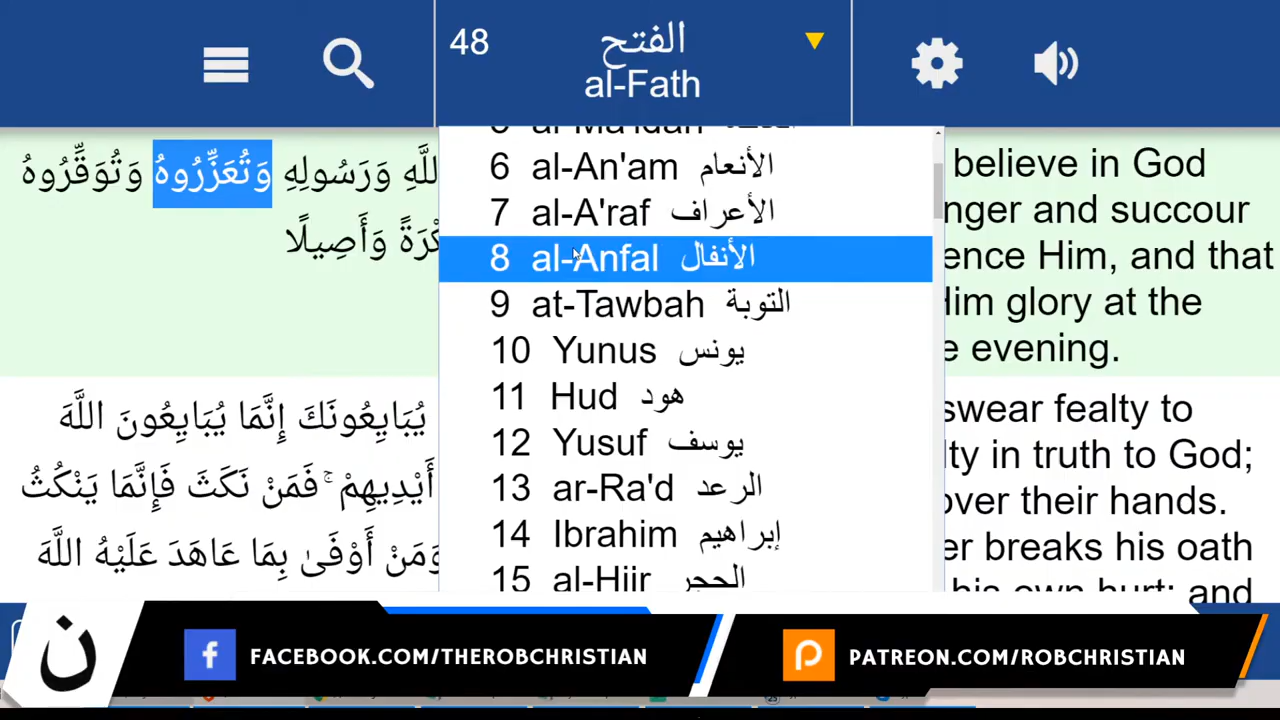 48 الفتح
al-Fath
6 al-An'am الأنعام
7 al-A'raf الأعراف
8 al-Anfal الأنفال
9 at-Tawbah التوبة
10 Yunus يونس
11 Hud هود
12 Yusuf يوسف
13 ar-Ra'd الرعد
14 Ibrahim إبراهيم
15 al-Hijr الحجر
اللَّهِ وَرَسُولِهِ وَتُعَزِّرُوهُ وَتُوَقِّرُوهُ
وَأَصِيلًا
يُبَايِعُونَكَ إِنَّمَا يُبَايِعُونَ اللَّهَ
أَيْدِيهِمْ ۚ فَمَنْ نَكَثَ فَإِنَّمَا يَنْكُثُ
وَمَنْ أَوْفَىٰ بِمَا عَاهَدَ عَلَيْهُ اللَّهَ
believe in God
nger and succour
ence Him, and that
Him glory at the
e evening.
swear fealty to
lty in truth to God;
over their hands.
er breaks his oath
his own hurt; and
ن
f FACEBOOK.COM/THEROBCHRISTIAN
PATREON.COM/ROBCHRISTIAN